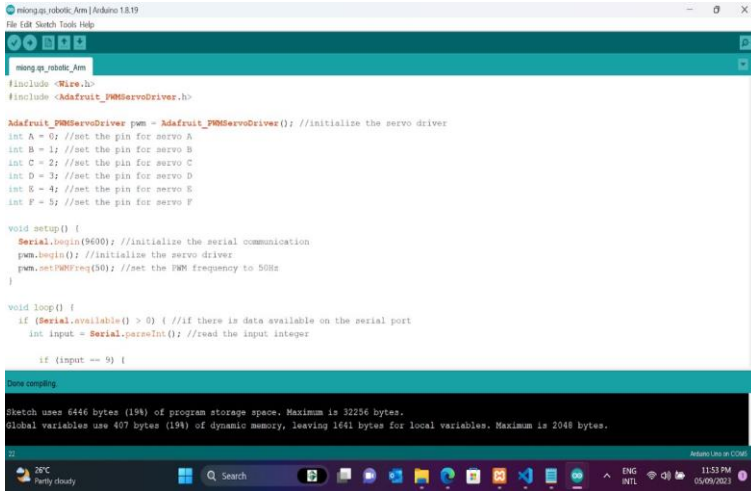 miong.qs_robotic_Arm | Arduino 1.8.19
File Edit Sketch Tools Help
miong.qs_robotic_Arm
#include <Wire.h>
#include <Adafruit_PWMServoDriver.h>
Adafruit_PWMServoDriver pwm = Adafruit_PWMServoDriver(); //initialize the servo driver
int A = 0; //set the pin for servo A
int B = 1; //set the pin for servo B
int C = 2; //set the pin for servo C
int D = 3; //set the pin for servo D
int E = 4; //set the pin for servo E
int F = 5; //set the pin for servo F
void setup() {
Serial.begin(9600); //initialize the serial communication
pwm.begin(); //initialize the servo driver
pwm.setPWMFreq(50); //set the PWM frequency to 50Hz
}
void loop() {
if (Serial.available() > 0) { //if there is data available on the serial port
int input = Serial.parseInt(); //read the input integer
if (input == 9) {
Done compiling.
Sketch uses 6446 bytes (19%) of program storage space. Maximum is 32256 bytes.
Global variables use 407 bytes (19%) of dynamic memory, leaving 1641 bytes for local variables. Maximum is 2048 bytes.
22 Arduino Uno on COM5
26°C
Partly cloudy
Search
ENG
INTL
11:53 PM
05/09/2023